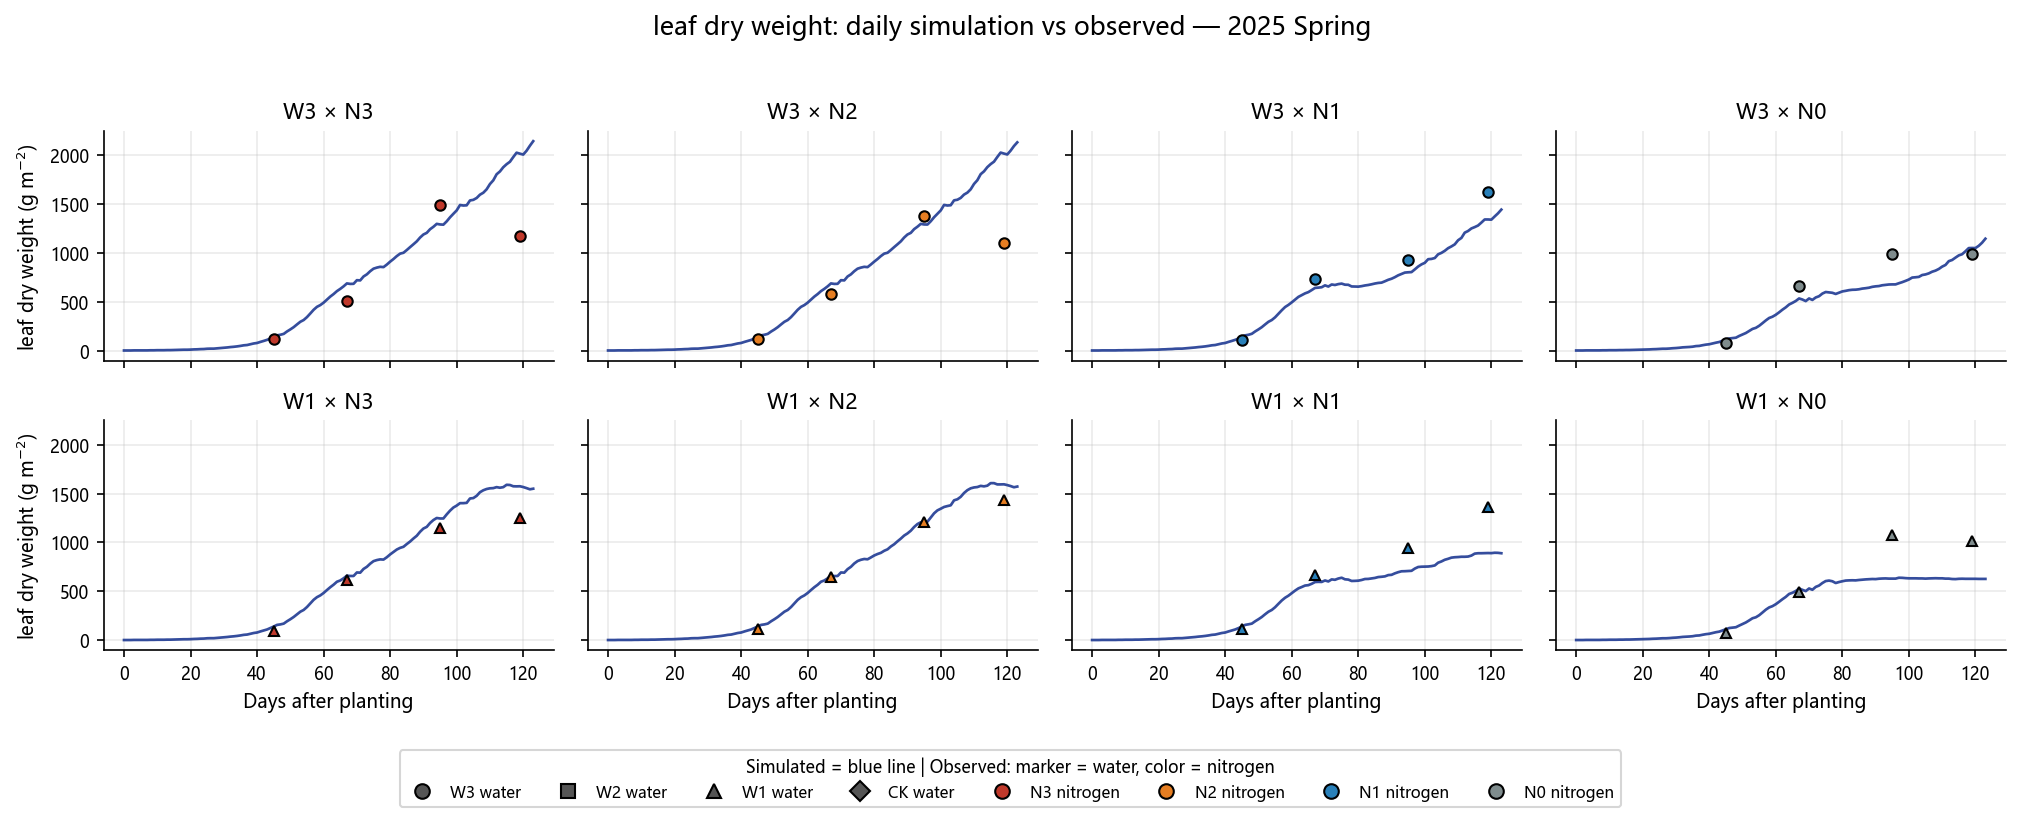 leaf dry weight: daily simulation vs observed — 2025 Spring
W3 × N3
W3 × N2
W3 × N1
W3 × N0
leaf dry weight (g m⁻²)
2000
1500
1000
500
0
W1 × N3
W1 × N2
W1 × N1
W1 × N0
leaf dry weight (g m⁻²)
2000
1500
1000
500
0
0 20 40 60 80 100 120
0 20 40 60 80 100 120
0 20 40 60 80 100 120
0 20 40 60 80 100 120
Days after planting
Days after planting
Days after planting
Days after planting
Simulated = blue line | Observed: marker = water, color = nitrogen
W3 water W2 water W1 water CK water N3 nitrogen N2 nitrogen N1 nitrogen N0 nitrogen